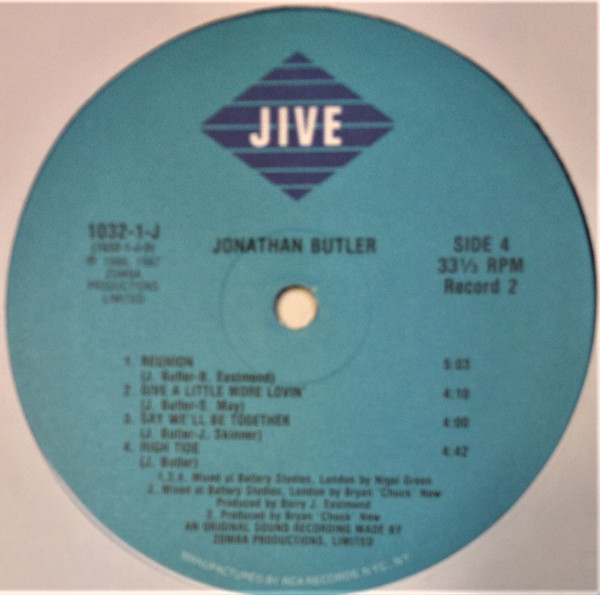 JIVE
1032-1-J
(1032-1-J-D)
℗ 1986, 1987
ZOMBA
PRODUCTIONS
LIMITED
JONATHAN BUTLER
SIDE 4
33⅓ RPM
Record 2
1. REUNION 5:03
(J. Butler-B. Eastmond)
2. GIVE A LITTLE MORE LOVIN' 4:10
(J. Butler-S. May)
3. SAY WE'LL BE TOGETHER 4:00
(J. Butler-J. Skinner)
4. HIGH TIDE 4:42
(J. Butler)
1,3,4. Mixed at Battery Studios, London by Nigel Green
2. Mixed at Battery Studios, London by Bryan "Chuck" New
Produced by Barry J. Eastmond
2. Produced by Bryan "Chuck" New
AN ORIGINAL SOUND RECORDING MADE BY
ZOMBA PRODUCTIONS, LIMITED
MANUFACTURED BY RCA RECORDS, N.Y.C., N.Y.